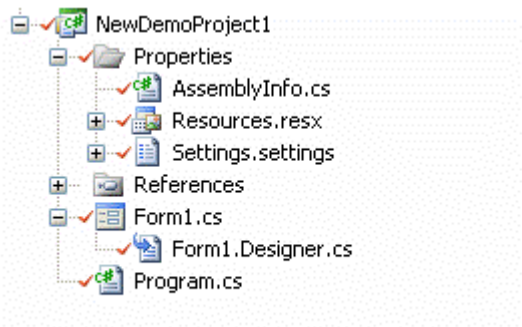 NewDemoProject1
Properties
AssemblyInfo.cs
Resources.resx
Settings.settings
References
Form1.cs
Form1.Designer.cs
Program.cs